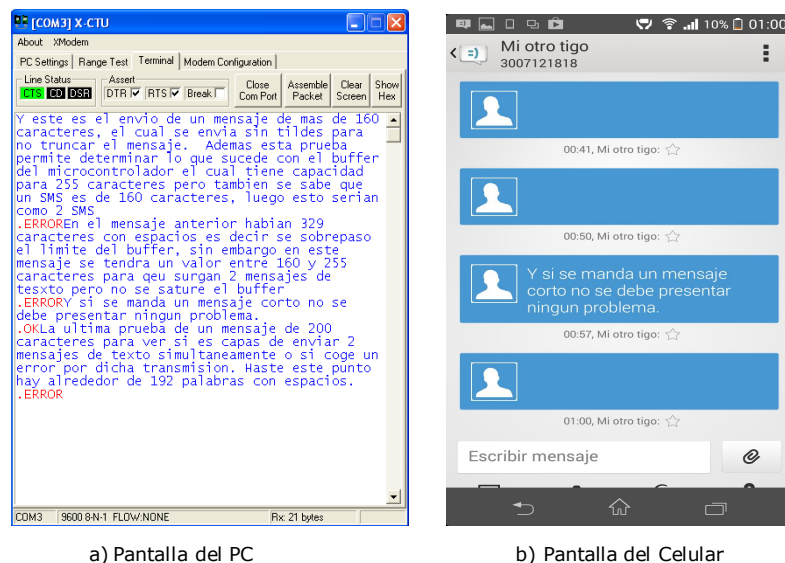 [COM3] X-CTU
About XModem
PC Settings Range Test Terminal Modem Configuration
Line Status
CTS CD DSR
Assert
DTR RTS Break
Close Com Port
Assemble Packet
Clear Screen
Show Hex
Y este es el envio de un mensaje de mas de 160
caracteres, el cual se envia sin tildes para
no truncar el mensaje. Ademas esta prueba
permite determinar lo que sucede con el buffer
del microcontrolador el cual tiene capacidad
para 255 caracteres pero tambien se sabe que
un SMS es de 160 caracteres, luego esto serian
como 2 SMS
.ERROREn el mensaje anterior habian 329
caracteres con espacios es decir se sobrepaso
el limite del buffer, sin embargo en este
mensaje se tendra un valor entre 160 y 255
caracteres para qeu surgan 2 mensajes de
tesxto pero no se sature el buffer
.ERRORY si se manda un mensaje corto no se
debe presentar ningun problema.
.OKLa ultima prueba de un mensaje de 200
caracteres para ver si es capas de enviar 2
mensajes de texto simultaneamente o si coge un
error por dicha transmision. Haste este punto
hay alrededor de 192 palabras con espacios.
.ERROR
COM3 9600 8-N-1 FLOW:NONE Rx: 21 bytes
a) Pantalla del PC
10% 01:00
Mi otro tigo
3007121818
00:41, Mi otro tigo:
00:50, Mi otro tigo:
Y si se manda un mensaje
corto no se debe presentar
ningun problema.
00:57, Mi otro tigo:
01:00, Mi otro tigo:
Escribir mensaje
b) Pantalla del Celular